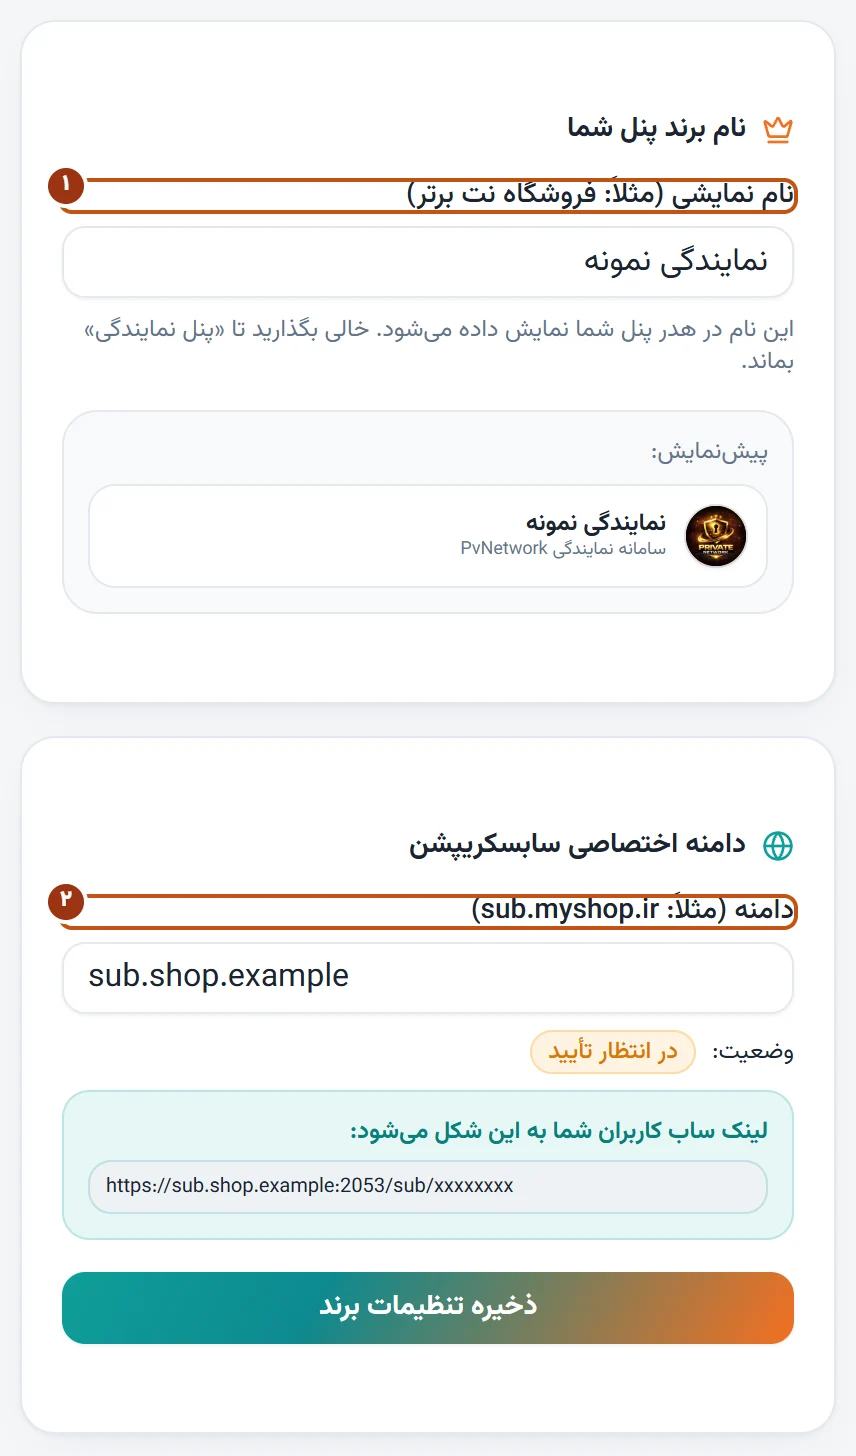 نام برند پنل شما
۱
نام نمایشی (مثلاً: فروشگاه نت برتر)
نمایندگی نمونه
این نام در هدر پنل شما نمایش داده می‌شود. خالی بگذارید تا «پنل نمایندگی»
بماند.
پیش‌نمایش:
نمایندگی نمونه
سامانه نمایندگی PvNetwork
PRIVATE
NETWORK
دامنه اختصاصی سابسکریپشن
۲
دامنه (مثلاً: sub.myshop.ir)
sub.shop.example
وضعیت: در انتظار تأیید
لینک ساب کاربران شما به این شکل می‌شود:
https://sub.shop.example:2053/sub/xxxxxxxx
ذخیره تنظیمات برند